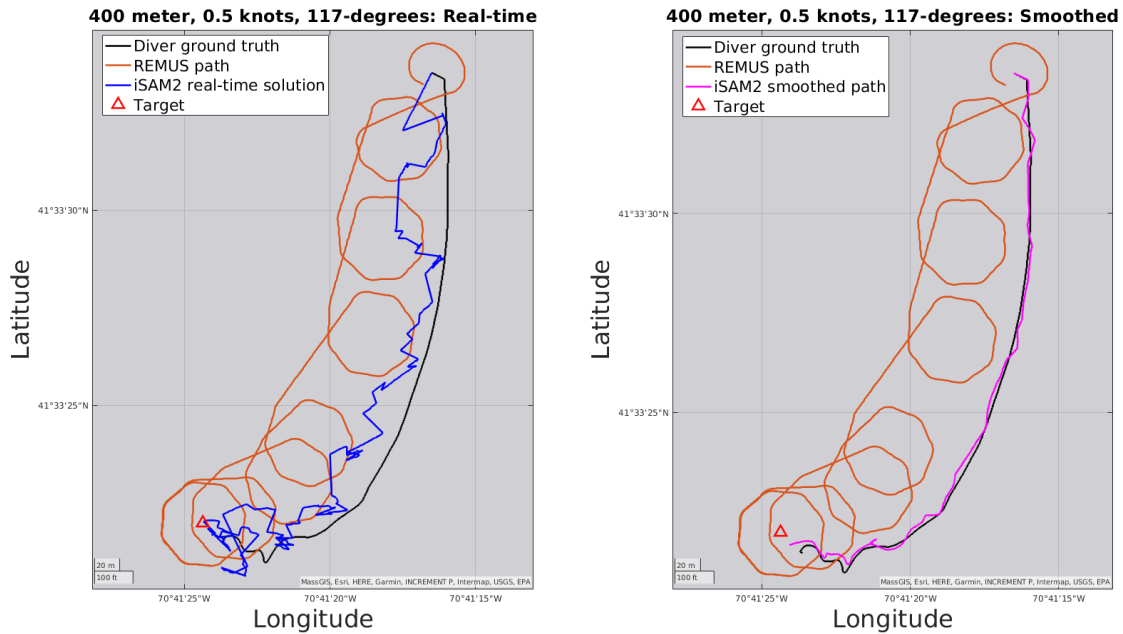 400 meter, 0.5 knots, 117-degrees: Real-time
Diver ground truth
REMUS path
iSAM2 real-time solution
Target
41°33'30"N
41°33'25"N
Latitude
20 m
100 ft
MassGIS, Esri, HERE, Garmin, INCREMENT P, Intermap, USGS, EPA
70°41'25"W
70°41'20"W
70°41'15"W
Longitude
400 meter, 0.5 knots, 117-degrees: Smoothed
Diver ground truth
REMUS path
iSAM2 smoothed path
Target
41°33'30"N
41°33'25"N
Latitude
20 m
100 ft
MassGIS, Esri, HERE, Garmin, INCREMENT P, Intermap, USGS, EPA
70°41'25"W
70°41'20"W
70°41'15"W
Longitude